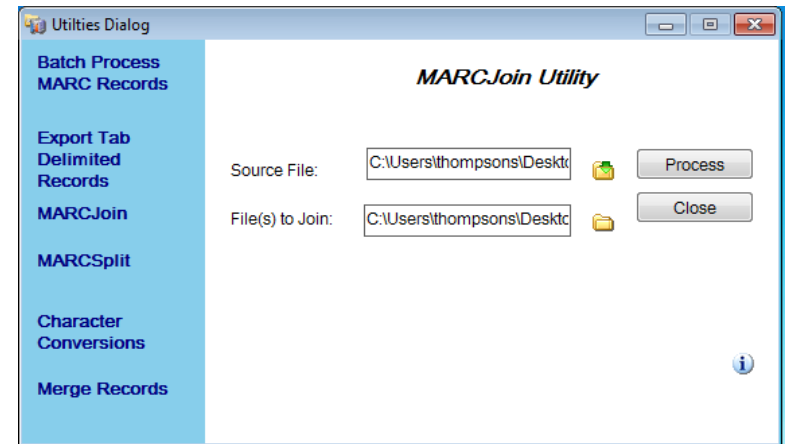 Utilties Dialog
Batch Process
MARC Records
Export Tab
Delimited
Records
MARCJoin
MARCSplit
Character
Conversions
Merge Records
MARCJoin Utility
Source File:
C:\Users\thompsons\Deskto
Process
File(s) to Join:
C:\Users\thompsons\Desktc
Close